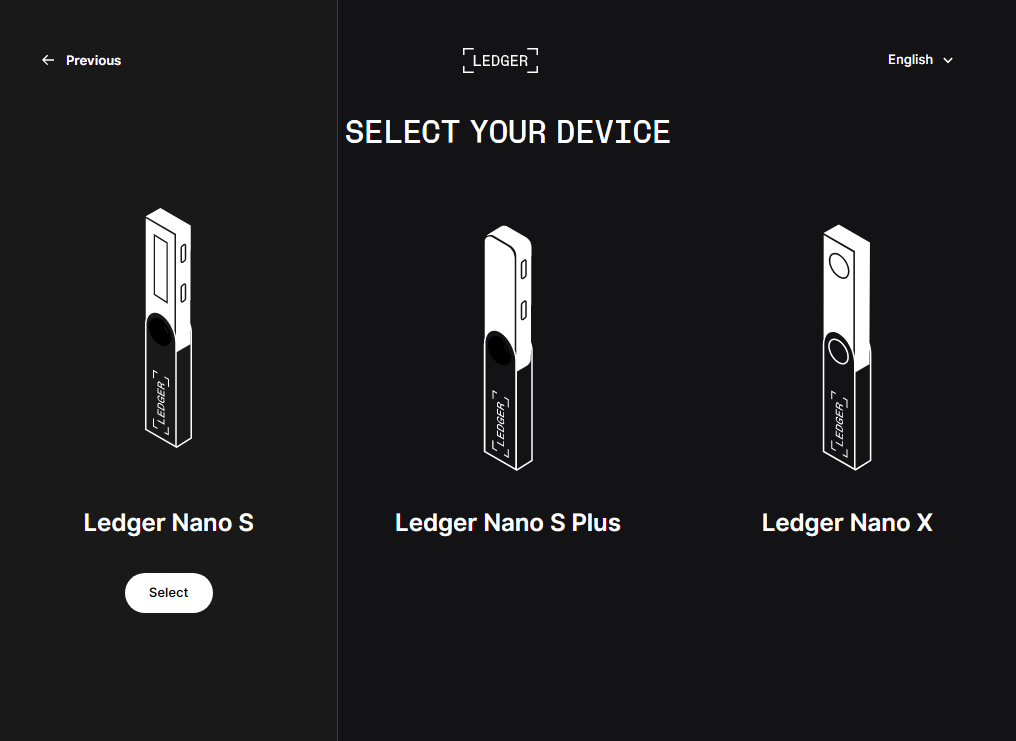 Previous
LEDGER
English
SELECT YOUR DEVICE
LEDGER
LEDGER
LEDGER
Ledger Nano S
Ledger Nano S Plus
Ledger Nano X
Select